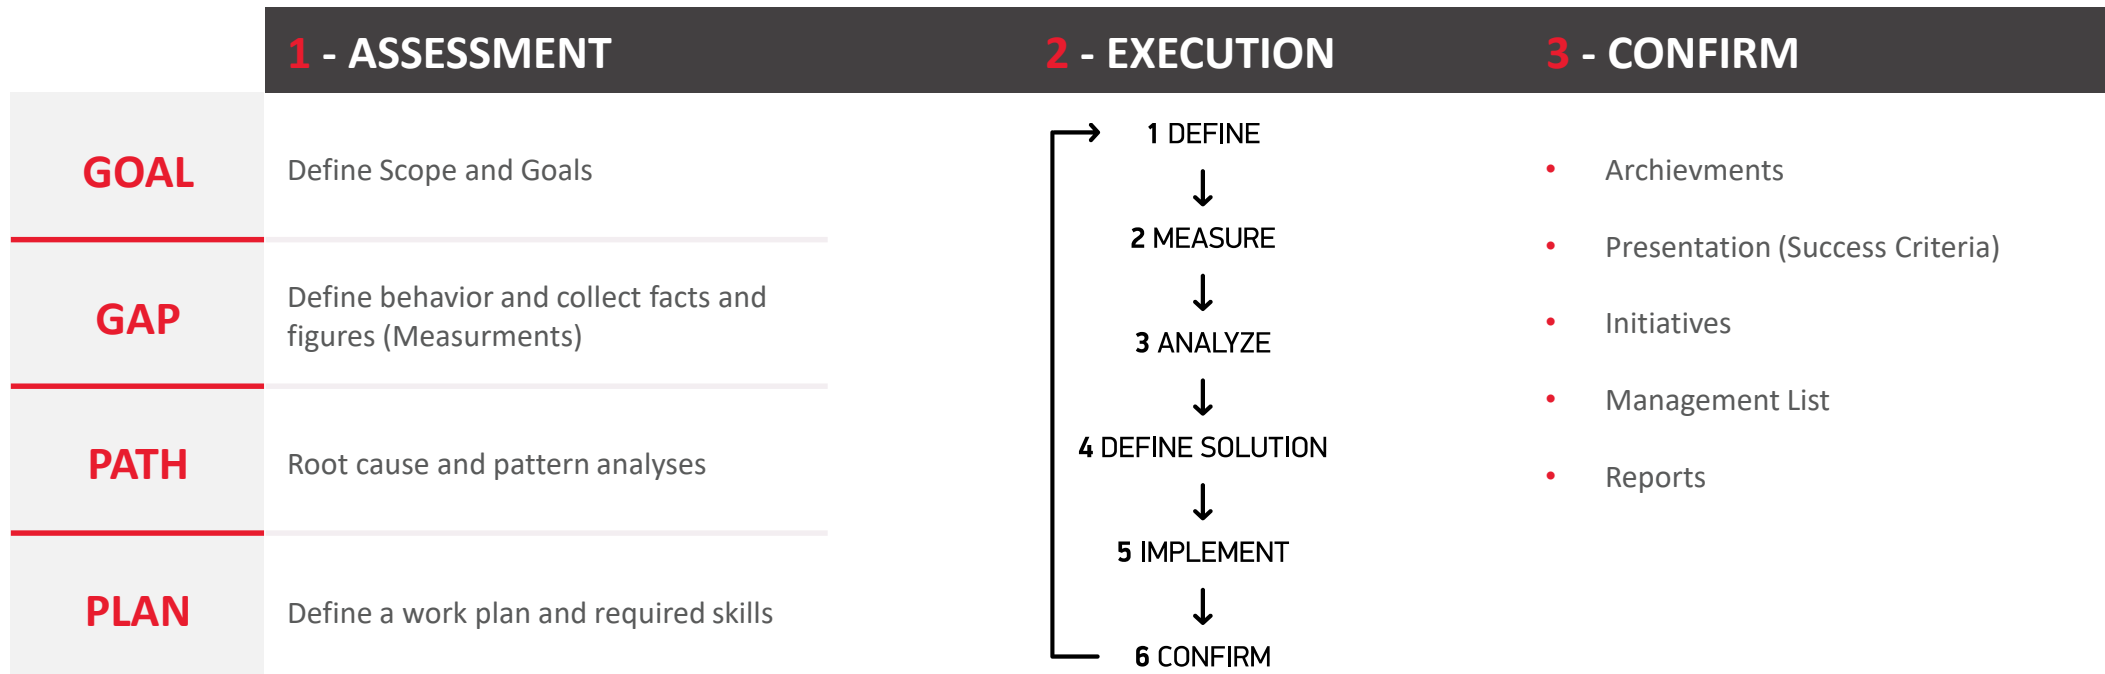 1 - ASSESSMENT
2 - EXECUTION
3 - CONFIRM
GOAL
Define Scope and Goals
GAP
Define behavior and collect facts and
figures (Measurments)
PATH
Root cause and pattern analyses
PLAN
Define a work plan and required skills
1 DEFINE
2 MEASURE
3 ANALYZE
4 DEFINE SOLUTION
5 IMPLEMENT
6 CONFIRM
• Archievments
• Presentation (Success Criteria)
• Initiatives
• Management List
• Reports